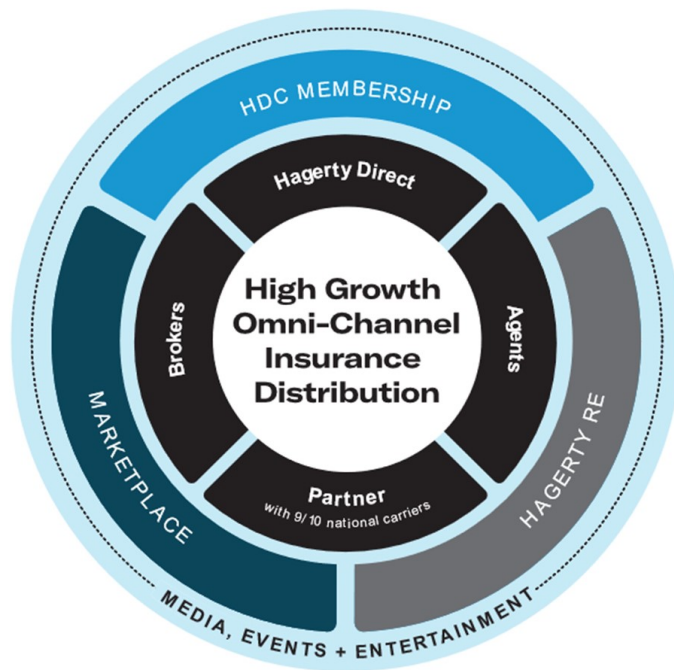 HDC MEMBERSHIP
Hagerty Direct
Brokers
High Growth
Omni-Channel
Insurance
Distribution
Agents
Partner
with 9/10 national carriers
MARKETPLACE
HAGERTY RE
MEDIA, EVENTS + ENTERTAINMENT